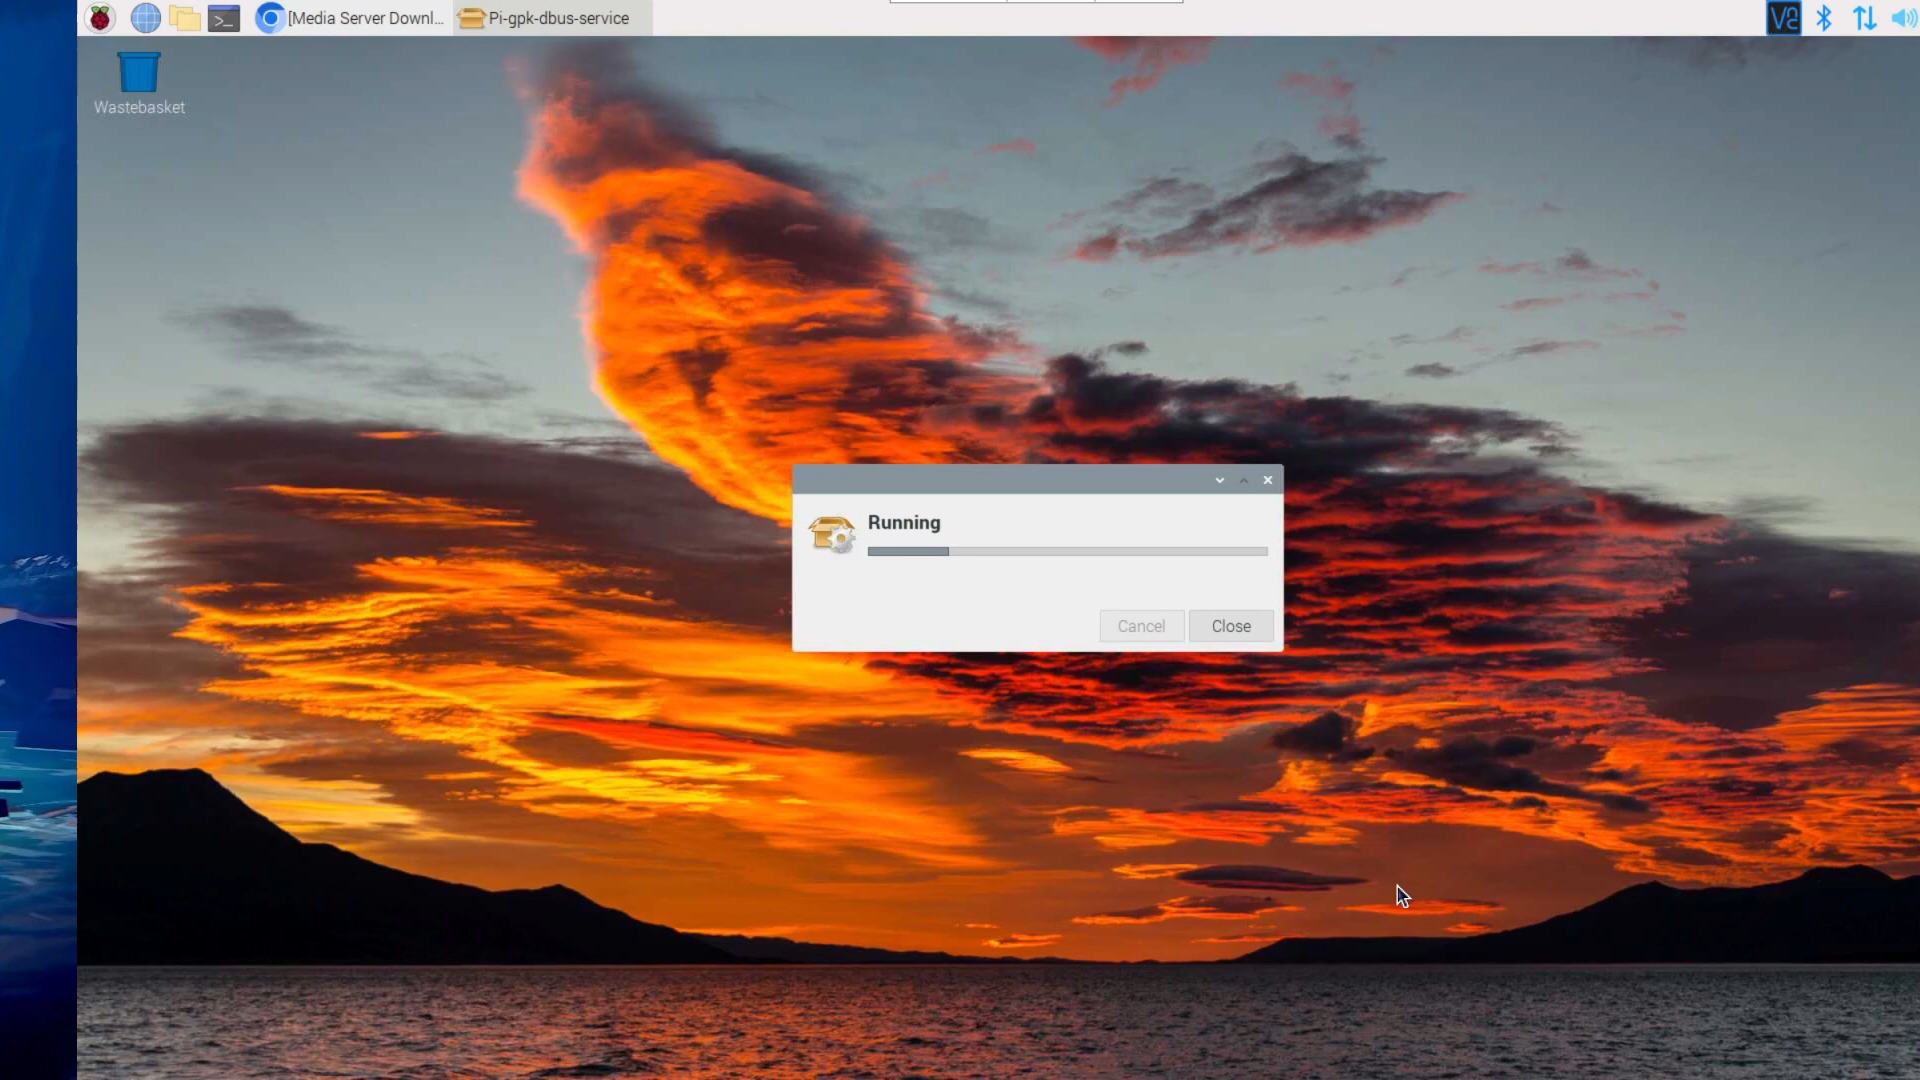 [Media Server Downl...
Pi-gpk-dbus-service
Wastebasket
Running
Cancel
Close